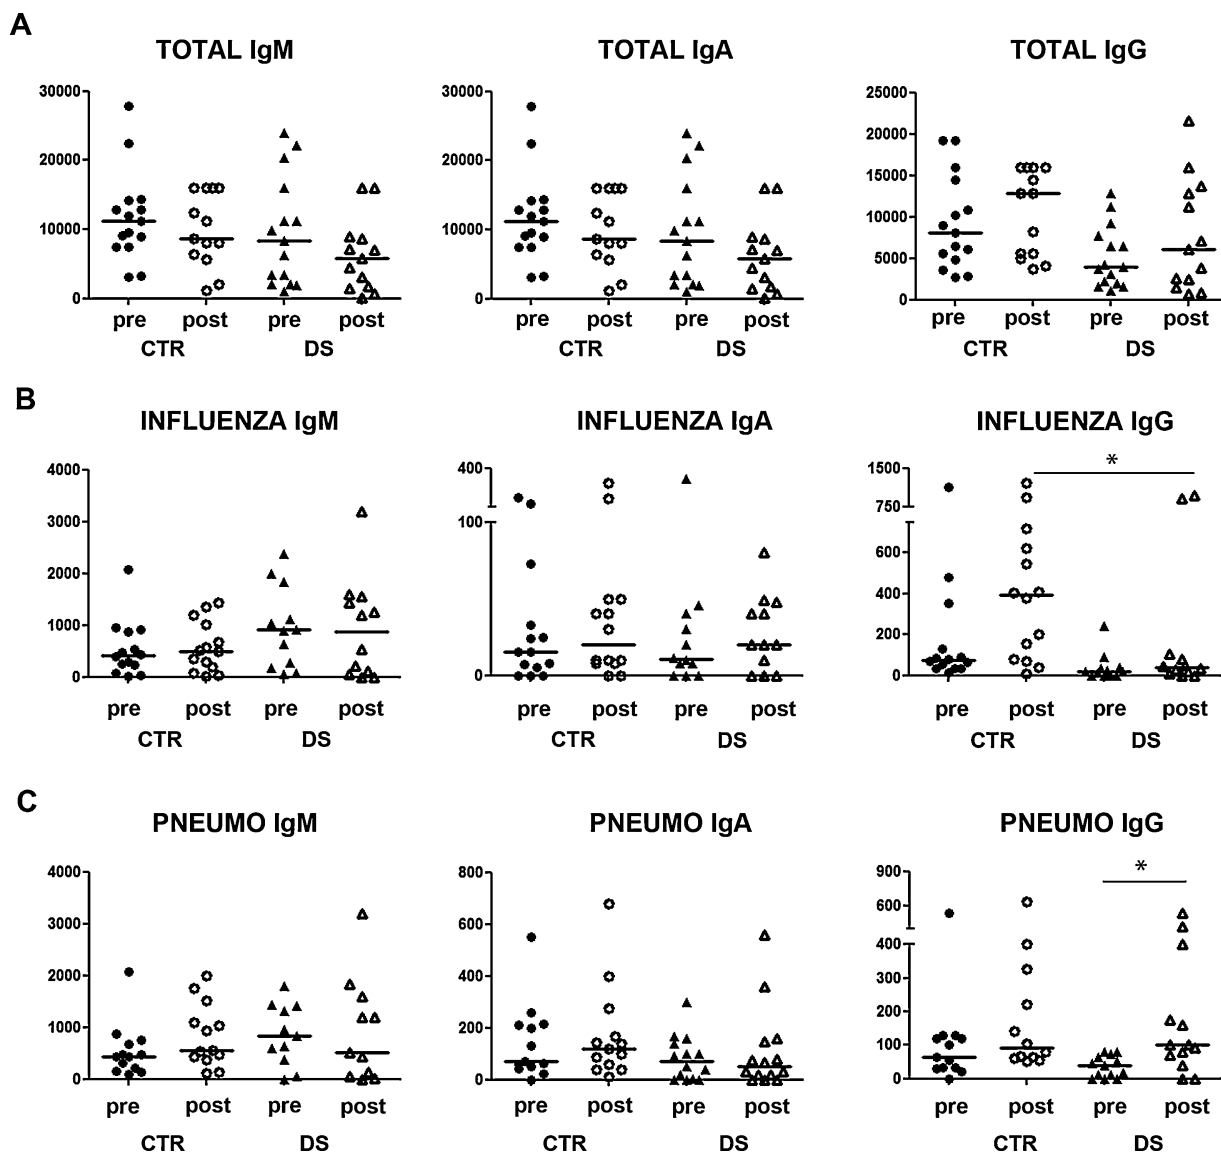 A
TOTAL IgM
TOTAL IgA
TOTAL IgG
30000
20000
10000
0
pre
post
pre
post
CTR
DS
30000
20000
10000
0
pre
post
pre
post
CTR
DS
25000
20000
15000
10000
5000
0
pre
post
pre
post
CTR
DS
B
INFLUENZA IgM
INFLUENZA IgA
INFLUENZA IgG
4000
3000
2000
1000
0
pre
post
pre
post
CTR
DS
400
100
0
pre
post
pre
post
CTR
DS
*
1500
750
600
400
200
0
pre
post
pre
post
CTR
DS
C
PNEUMO IgM
PNEUMO IgA
PNEUMO IgG
4000
3000
2000
1000
0
pre
post
pre
post
CTR
DS
800
600
400
200
0
pre
post
pre
post
CTR
DS
*
900
600
400
300
200
100
0
pre
post
pre
post
CTR
DS